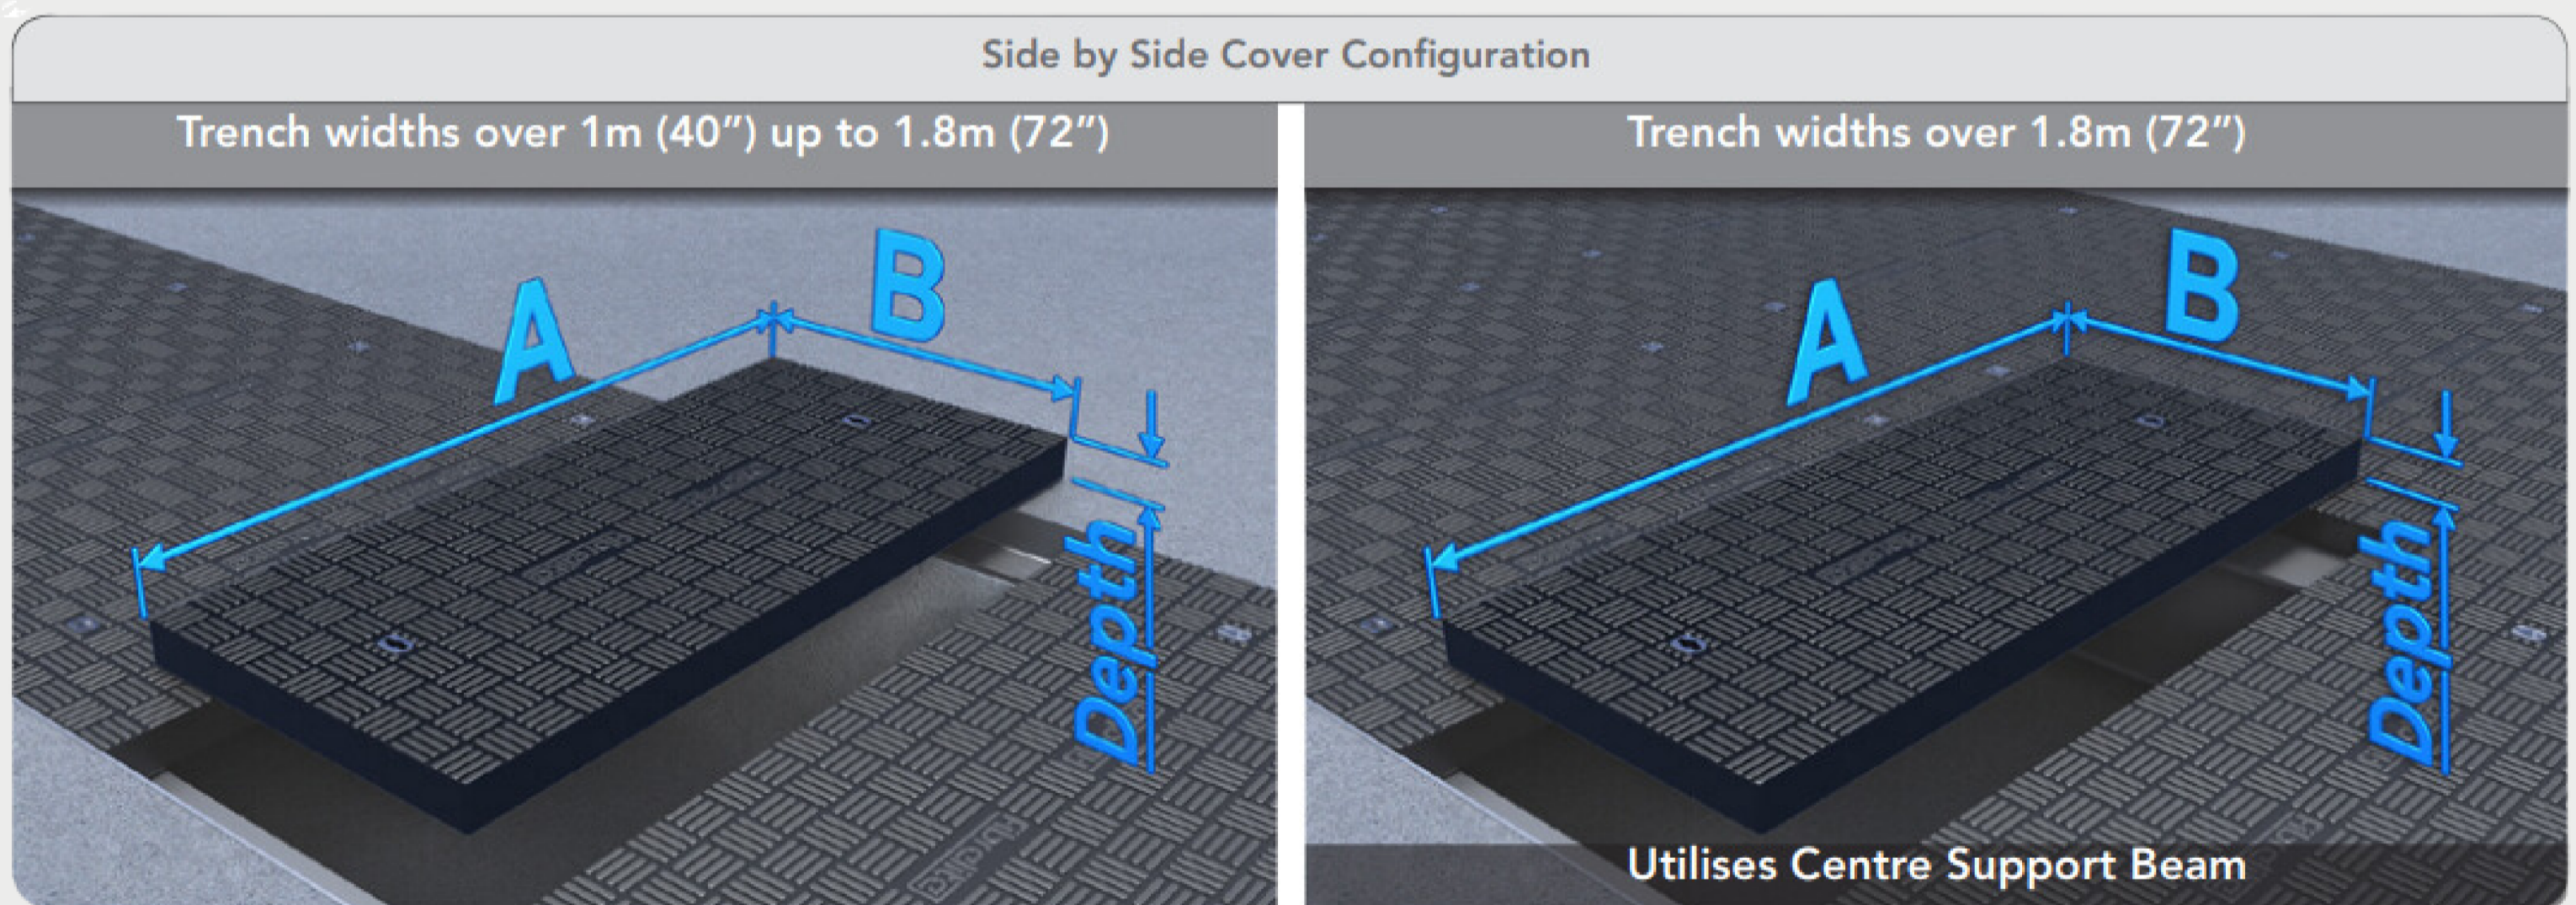 Side by Side Cover Configuration
Trench widths over 1m (40”) up to 1.8m (72”)
A
B
Depth
Trench widths over 1.8m (72”)
A
B
Depth
Utilises Centre Support Beam